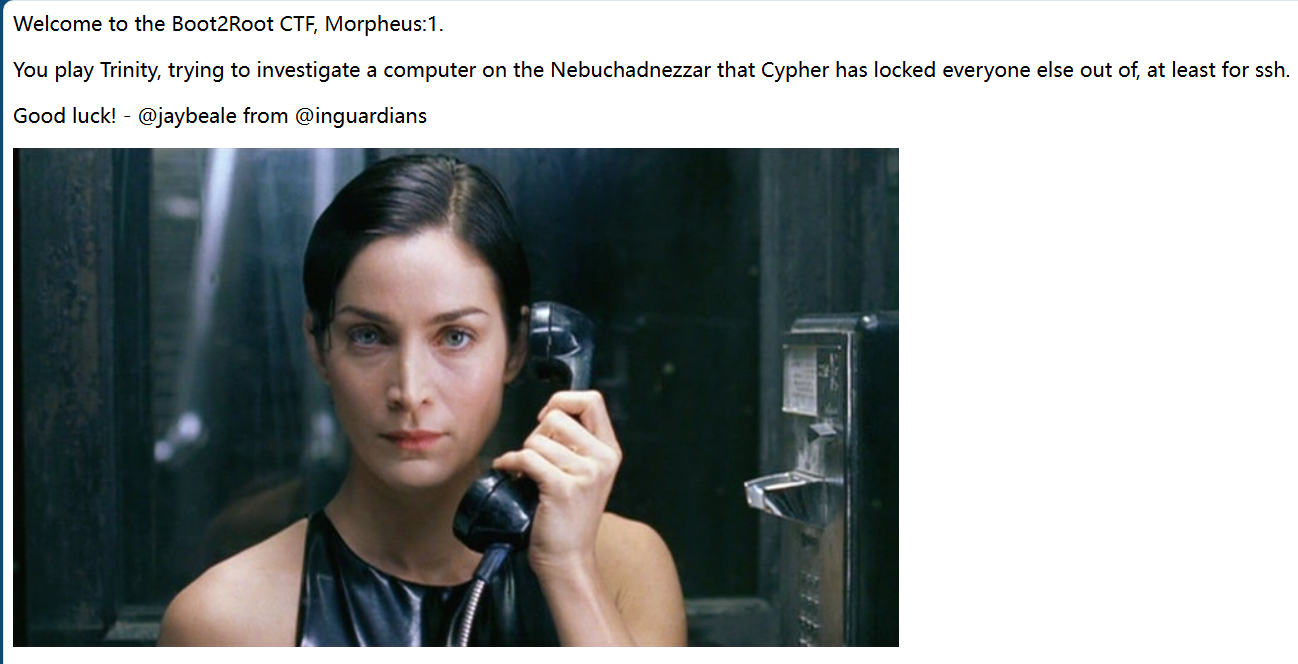 Welcome to the Boot2Root CTF, Morpheus:1.
You play Trinity, trying to investigate a computer on the Nebuchadnezzar that Cypher has locked everyone else out of, at least for ssh.
Good luck! - @jaybeale from @inguardians